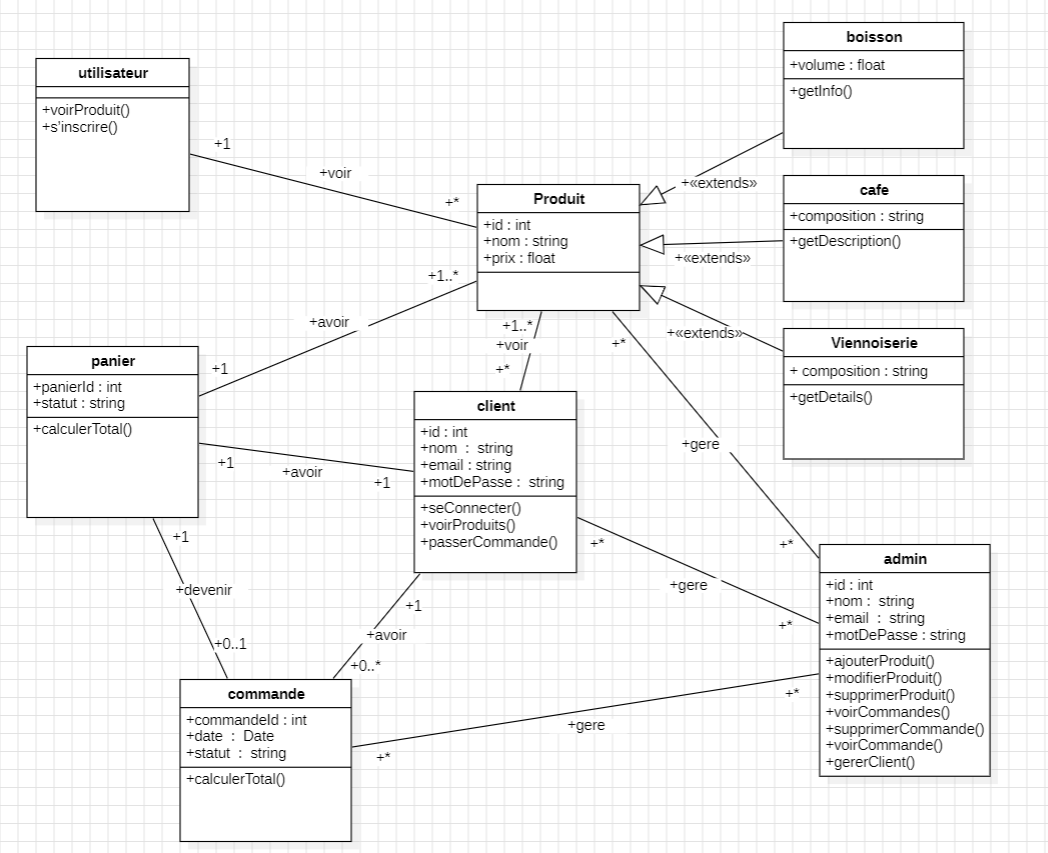 utilisateur
+voirProduit()
+s'inscrire()
boisson
+volume : float
+getInfo()
+1
+voir
+*
Produit
+id : int
+nom : string
+prix : float
+«extends»
cafe
+composition : string
+getDescription()
+«extends»
+«extends»
Viennoiserie
+ composition : string
+getDetails()
+1..*
+avoir
+1
panier
+panierId : int
+statut : string
+calculerTotal()
+1..*
+voir
+*
+*
+gere
+*
client
+id : int
+nom : string
+email : string
+motDePasse : string
+seConnecter()
+voirProduits()
+passerCommande()
+1
+avoir
+1
+*
+gere
+*
admin
+id : int
+nom : string
+email : string
+motDePasse : string
+ajouterProduit()
+modifierProduit()
+supprimerProduit()
+voirCommandes()
+supprimerCommande()
+voirCommande()
+gererClient()
+1
+devenir
+0..1
+1
+avoir
+0..*
commande
+commandeId : int
+date : Date
+statut : string
+calculerTotal()
+*
+gere
+*